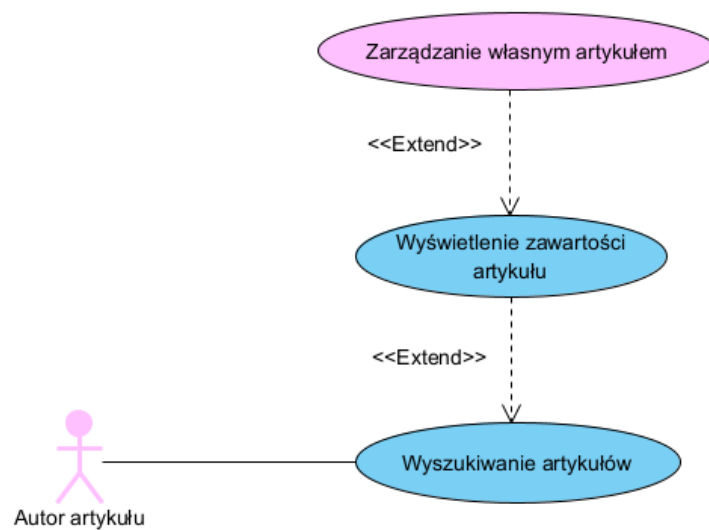 Zarządzanie własnym artykułem
<<Extend>>
Wyświetlenie zawartości
artykułu
<<Extend>>
Wyszukiwanie artykułów
Autor artykułu